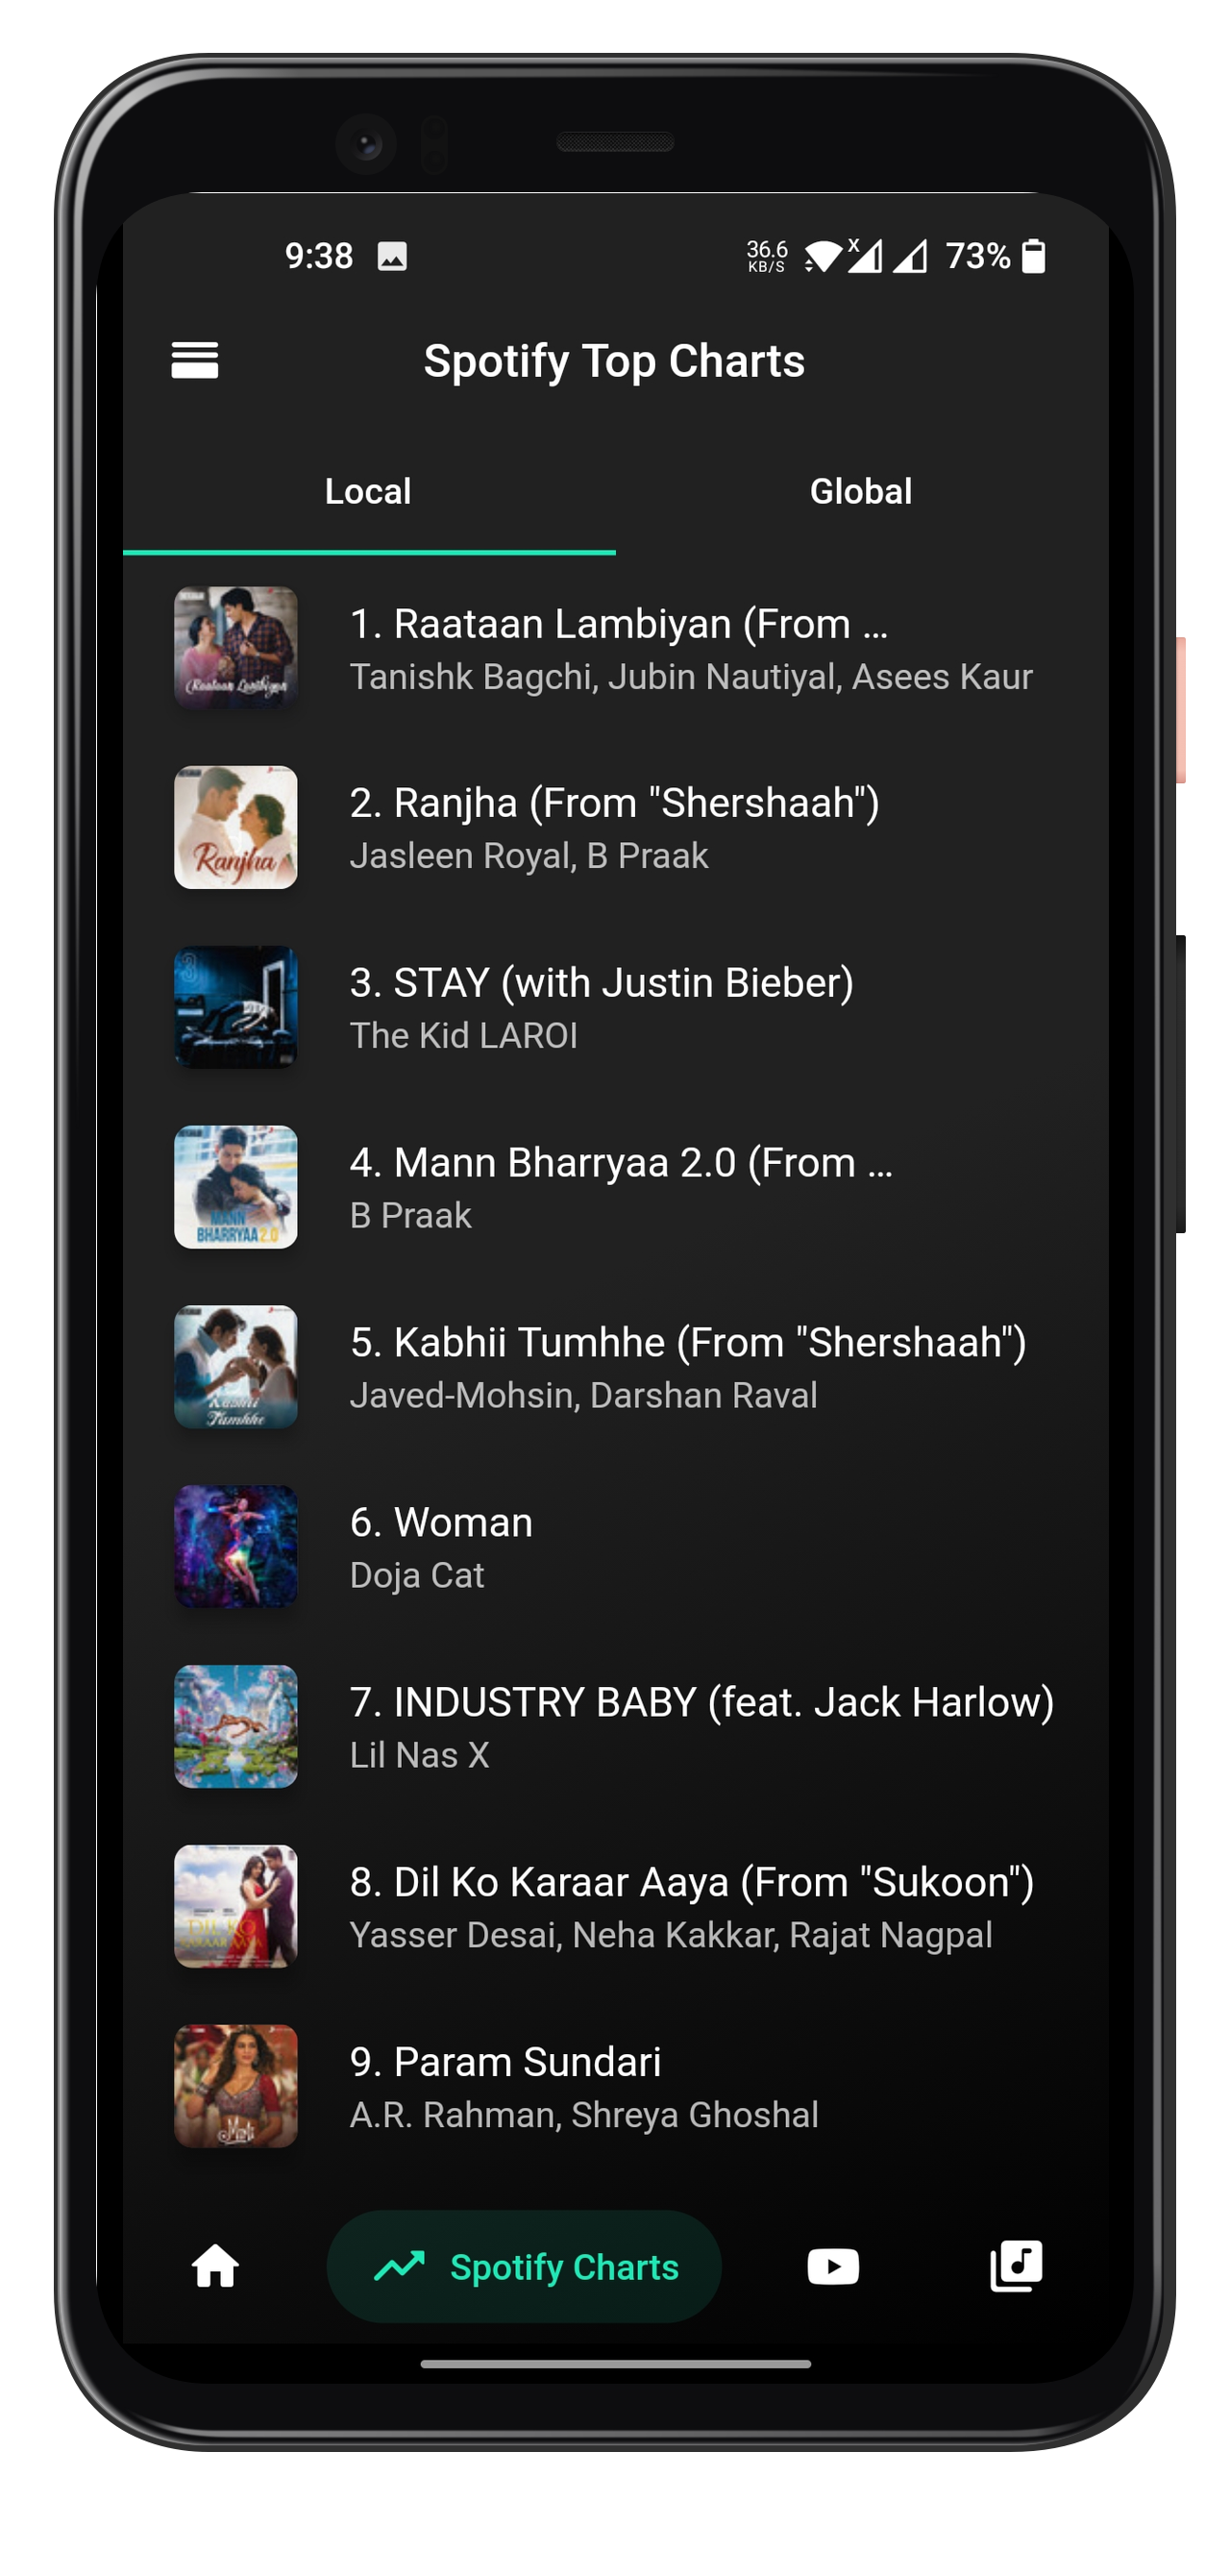 9:38
36.6
KB/S
X
73%
Spotify Top Charts
Local
Global
1. Raataan Lambiyan (From ...
Tanishk Bagchi, Jubin Nautiyal, Asees Kaur
Raataan Lambiyan
2. Ranjha (From "Shershaah")
Jasleen Royal, B Praak
Ranjha
3. STAY (with Justin Bieber)
The Kid LAROI
3
4. Mann Bharryaa 2.0 (From ...
B Praak
MANN
BHARRYAA 2.0
5. Kabhii Tumhhe (From "Shershaah")
Javed-Mohsin, Darshan Raval
Kabhii
Tumhhe
6. Woman
Doja Cat
7. INDUSTRY BABY (feat. Jack Harlow)
Lil Nas X
8. Dil Ko Karaar Aaya (From "Sukoon")
Yasser Desai, Neha Kakkar, Rajat Nagpal
DIL KO
KARAAR AAYA
9. Param Sundari
A.R. Rahman, Shreya Ghoshal
Spotify Charts